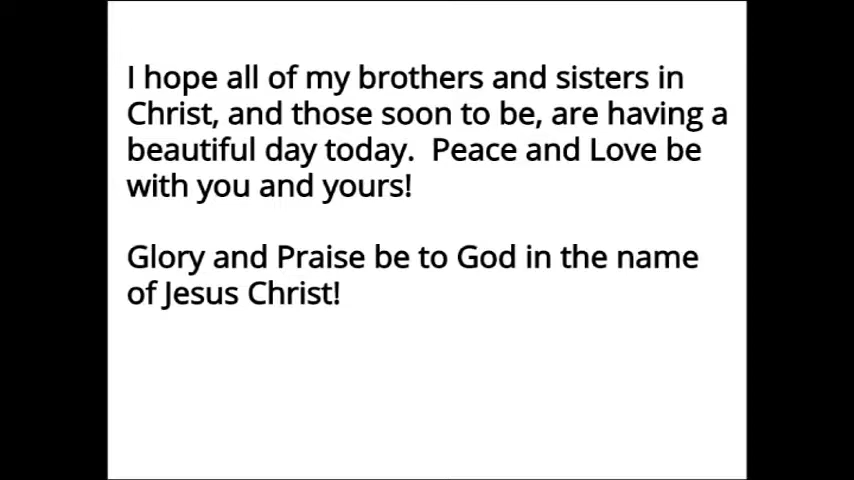 I hope all of my brothers and sisters in
Christ, and those soon to be, are having a
beautiful day today.  Peace and Love be
with you and yours!
Glory and Praise be to God in the name
of Jesus Christ!